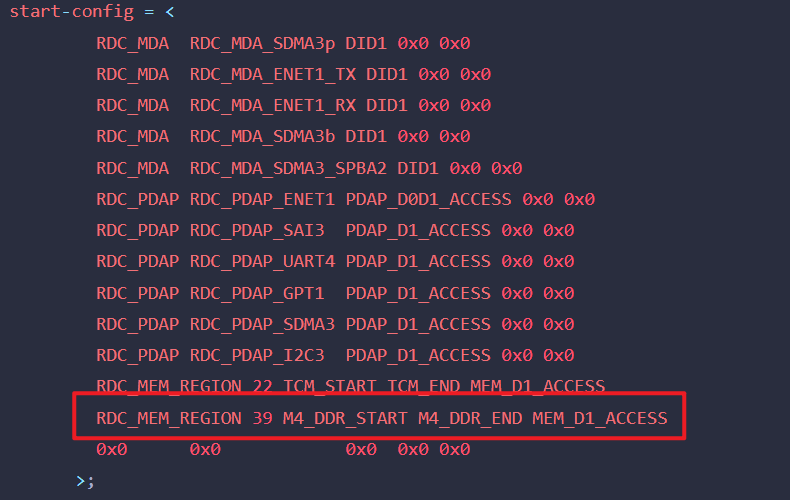 start-config = <
RDC_MDA RDC_MDA_SDMA3p DID1 0x0 0x0
RDC_MDA RDC_MDA_ENET1_TX DID1 0x0 0x0
RDC_MDA RDC_MDA_ENET1_RX DID1 0x0 0x0
RDC_MDA RDC_MDA_SDMA3b DID1 0x0 0x0
RDC_MDA RDC_MDA_SDMA3_SPBA2 DID1 0x0 0x0
RDC_PDAP RDC_PDAP_ENET1 PDAP_D0D1_ACCESS 0x0 0x0
RDC_PDAP RDC_PDAP_SAI3 PDAP_D1_ACCESS 0x0 0x0
RDC_PDAP RDC_PDAP_UART4 PDAP_D1_ACCESS 0x0 0x0
RDC_PDAP RDC_PDAP_GPT1 PDAP_D1_ACCESS 0x0 0x0
RDC_PDAP RDC_PDAP_SDMA3 PDAP_D1_ACCESS 0x0 0x0
RDC_PDAP RDC_PDAP_I2C3 PDAP_D1_ACCESS 0x0 0x0
RDC_MEM_REGION 22 TCM_START TCM_END MEM_D1_ACCESS
RDC_MEM_REGION 39 M4_DDR_START M4_DDR_END MEM_D1_ACCESS
0x0 0x0 0x0 0x0 0x0
>;